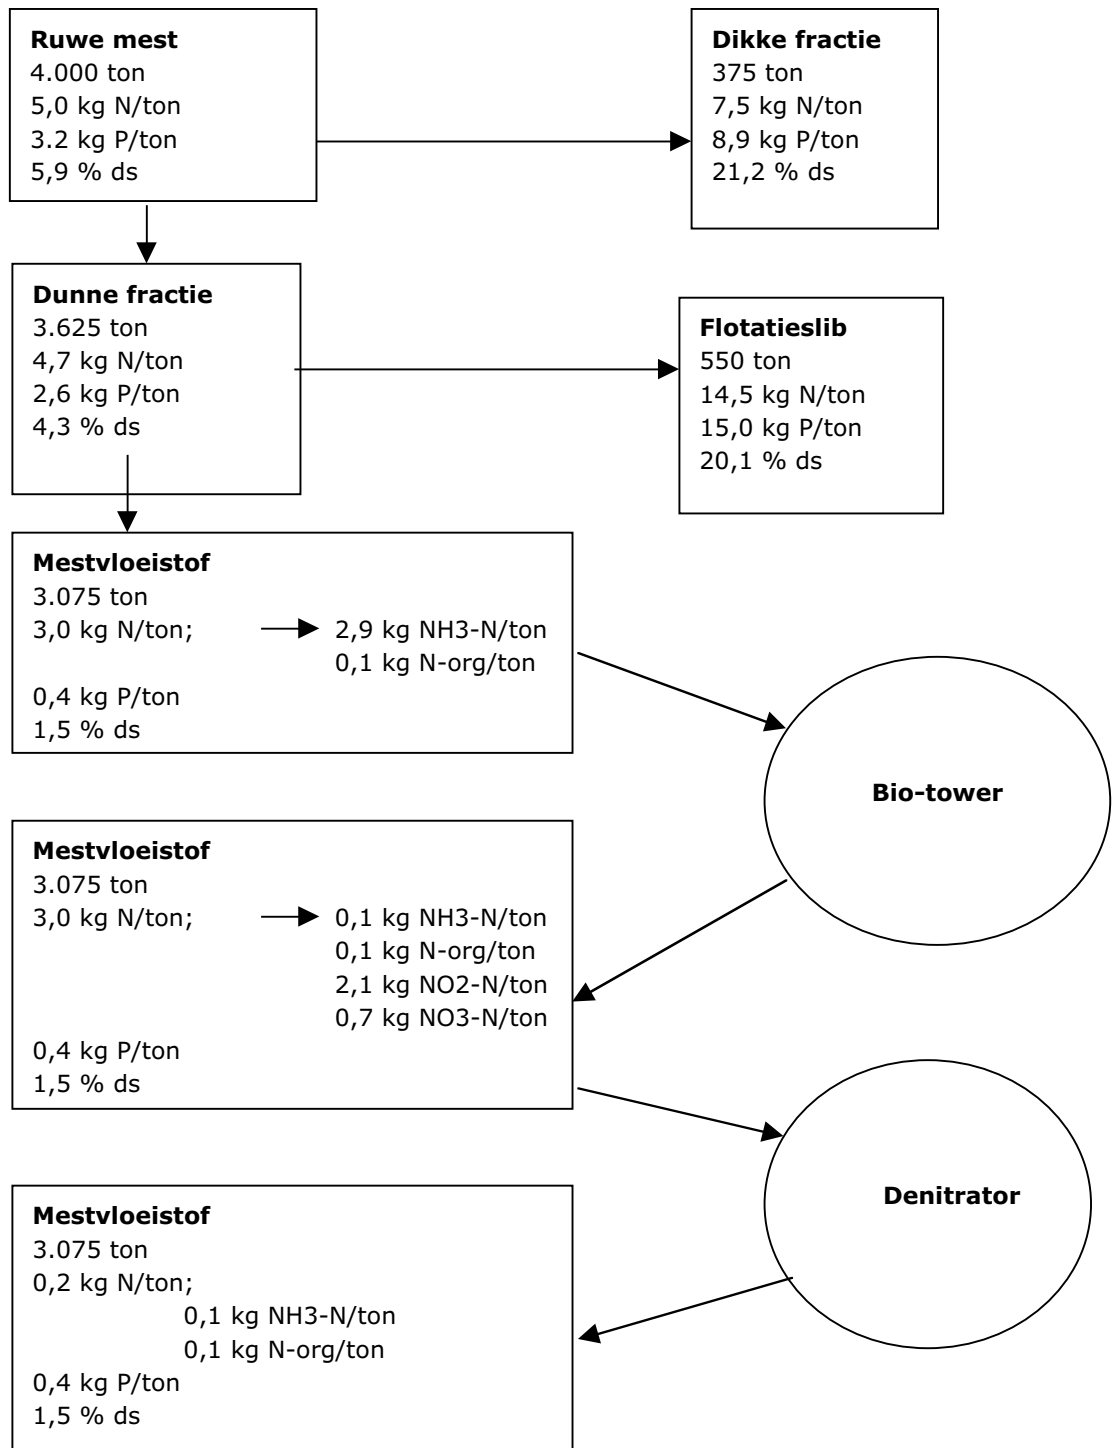 Ruwe mest
4.000 ton
5,0 kg N/ton
3.2 kg P/ton
5,9 % ds
Dikke fractie
375 ton
7,5 kg N/ton
8,9 kg P/ton
21,2 % ds
Dunne fractie
3.625 ton
4,7 kg N/ton
2,6 kg P/ton
4,3 % ds
Flotatieslib
550 ton
14,5 kg N/ton
15,0 kg P/ton
20,1 % ds
Mestvloeistof
3.075 ton
3,0 kg N/ton; 2,9 kg NH3-N/ton
0,1 kg N-org/ton
0,4 kg P/ton
1,5 % ds
Bio-tower
Mestvloeistof
3.075 ton
3,0 kg N/ton; 0,1 kg NH3-N/ton
0,1 kg N-org/ton
2,1 kg NO2-N/ton
0,7 kg NO3-N/ton
0,4 kg P/ton
1,5 % ds
Denitrator
Mestvloeistof
3.075 ton
0,2 kg N/ton;
0,1 kg NH3-N/ton
0,1 kg N-org/ton
0,4 kg P/ton
1,5 % ds